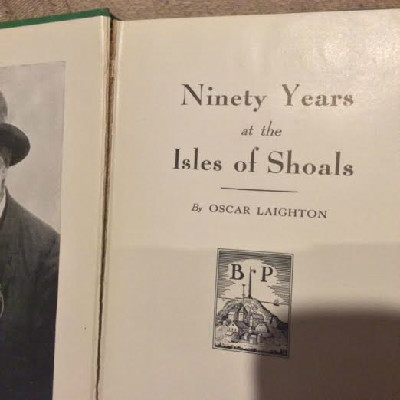 Ninety Years
at the
Isles of Shoals
By OSCAR LAIGHTON
B P